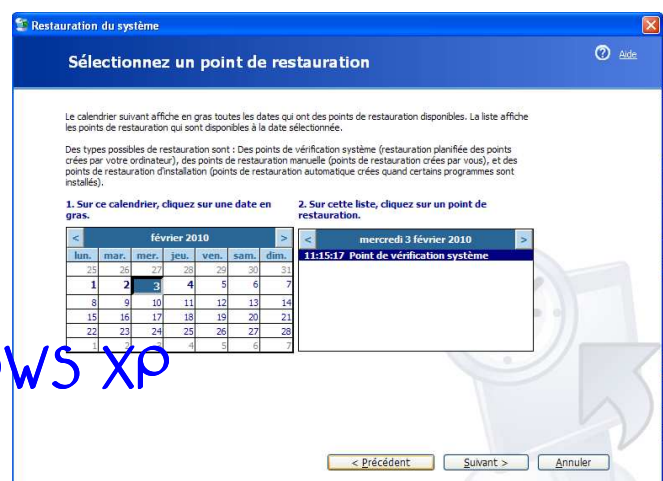 Restauration du système
Sélectionnez un point de restauration
Aide
Le calendrier suivant affiche en gras toutes les dates qui ont des points de restauration disponibles. La liste affiche
les points de restauration qui sont disponibles à la date sélectionnée.
Des types possibles de restauration sont : Des points de vérification système (restauration planifiée des points
crées par votre ordinateur), des points de restauration manuelle (points de restauration crées par vous), et des
points de restauration d'installation (points de restauration automatique crées quand certains programmes sont
installés).
1. Sur ce calendrier, cliquez sur une date en
gras.
< février 2010 >
lun. mar. mer. jeu. ven. sam. dim.
25 26 27 28 29 30 31
1 2 3 4 5 6 7
8 9 10 11 12 13 14
15 16 17 18 19 20 21
22 23 24 25 26 27 28
1 2 3 4 5 6 7
2. Sur cette liste, cliquez sur un point de
restauration.
< mercredi 3 février 2010 >
11:15:17 Point de vérification système
ws XP
< Précédent
Suivant >
Annuler